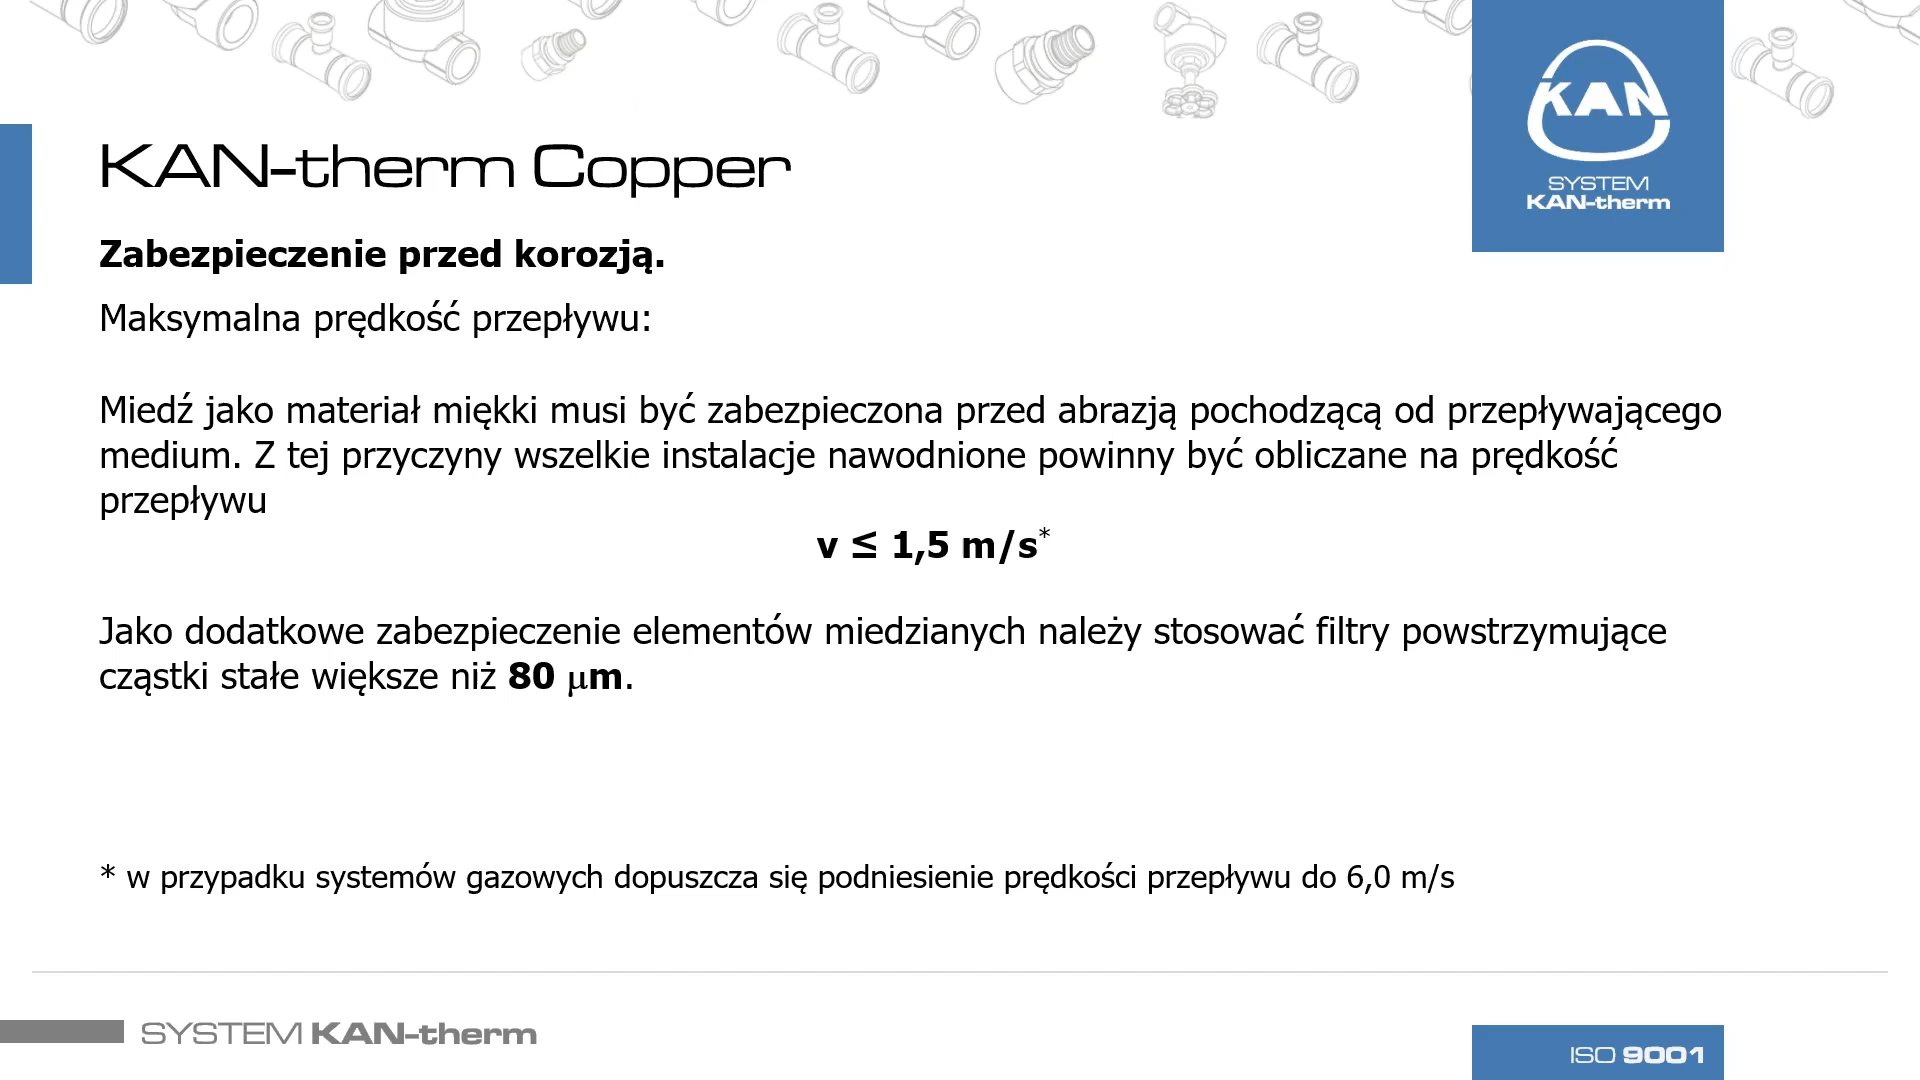 KAN
SYSTEM
KAN-therm
KAN-therm Copper
Zabezpieczenie przed korozją.
Maksymalna prędkość przepływu:
Miedź jako materiał miękki musi być zabezpieczona przed abrazją pochodzącą od przepływającego
medium. Z tej przyczyny wszelkie instalacje nawodnione powinny być obliczane na prędkość
przepływu
v ≤ 1,5 m/s*
Jako dodatkowe zabezpieczenie elementów miedzianych należy stosować filtry powstrzymujące
cząstki stałe większe niż 80 μm.
* w przypadku systemów gazowych dopuszcza się podniesienie prędkości przepływu do 6,0 m/s
SYSTEM KAN-therm
ISO 9001